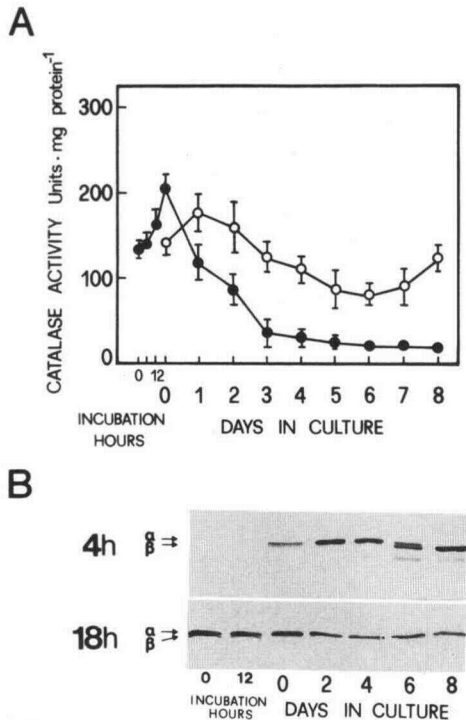 A
CATALASE ACTIVITY Units·mg protein⁻¹
300
200
100
0
0 12
0 1 2 3 4 5 6 7 8
INCUBATION HOURS
DAYS IN CULTURE
B
4h
α
β
18h
α
β
0 12
0 2 4 6 8
INCUBATION HOURS
DAYS IN CULTURE